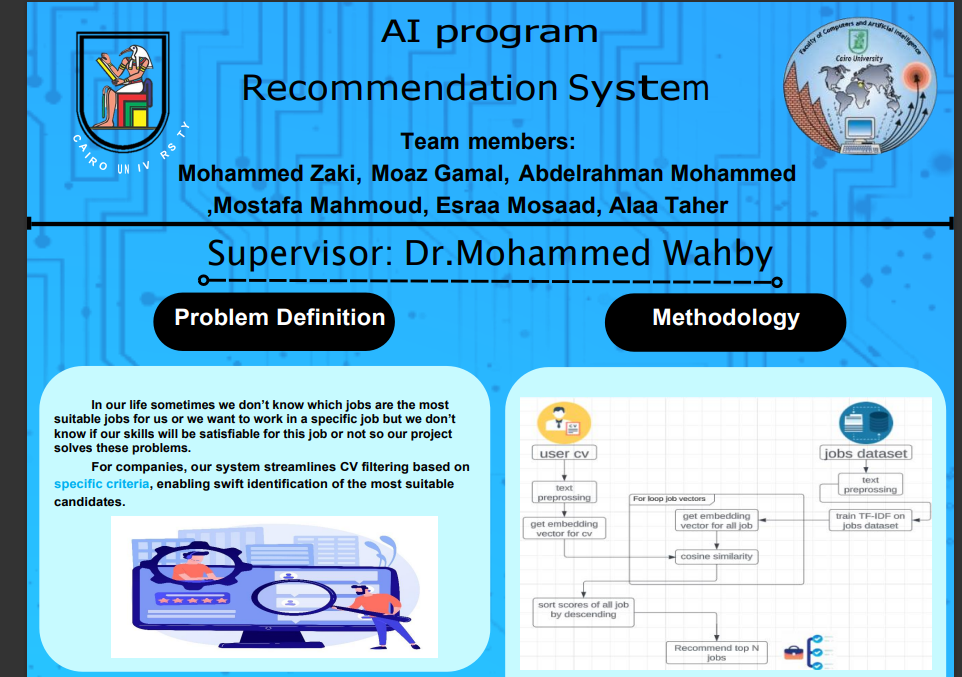 AI program
Recommendation System
Faculty of Computers and Artificial Intelligence
Cairo University
CAIRO UNIV RSITY
Team members:
Mohammed Zaki, Moaz Gamal, Abdelrahman Mohammed
,Mostafa Mahmoud, Esraa Mosaad, Alaa Taher
Supervisor: Dr.Mohammed Wahby
Problem Definition
In our life sometimes we don’t know which jobs are the most
suitable jobs for us or we want to work in a specific job but we don’t
know if our skills will be satisfiable for this job or not so our project
solves these problems.
For companies, our system streamlines CV filtering based on
specific criteria, enabling swift identification of the most suitable
candidates.
Methodology
CV
user cv
jobs dataset
text
preprossing
text
preprossing
For loop job vectors
get embedding
vector for cv
get embedding
vector for all job
train TF-IDF on
jobs dataset
cosine similarity
sort scores of all job
by descending
Recommend top N
jobs